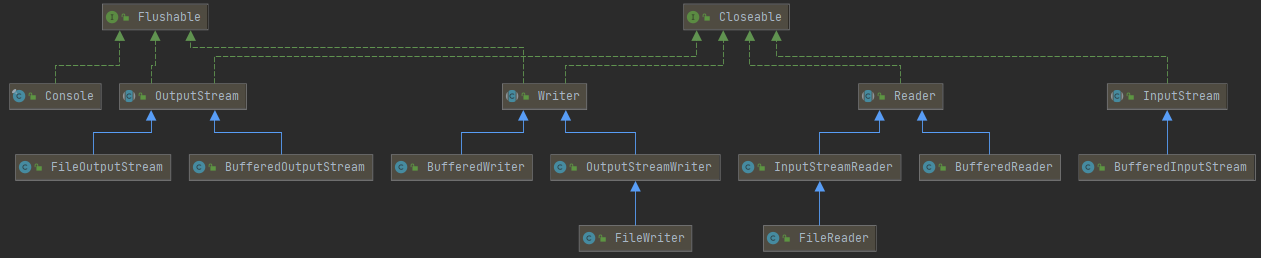 Flushable
Closeable
Console
OutputStream
Writer
Reader
InputStream
FileOutputStream
BufferedOutputStream
BufferedWriter
OutputStreamWriter
InputStreamReader
BufferedReader
BufferedInputStream
FileWriter
FileReader